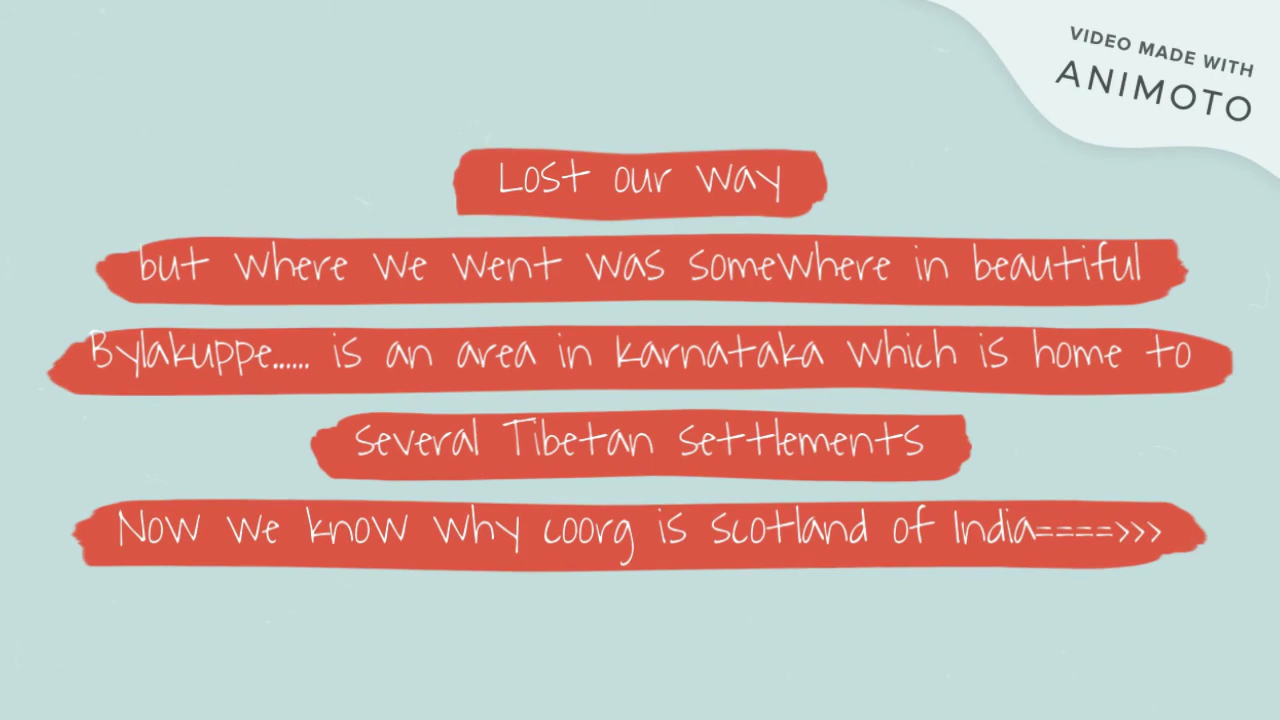 VIDEO MADE WITH
ANIMOTO
Lost our way
but where we went was somewhere in beautiful
Bylakuppe...... is an area in karnataka which is home to
several Tibetan settlements
Now we know why coorg is scotland of India====>>>